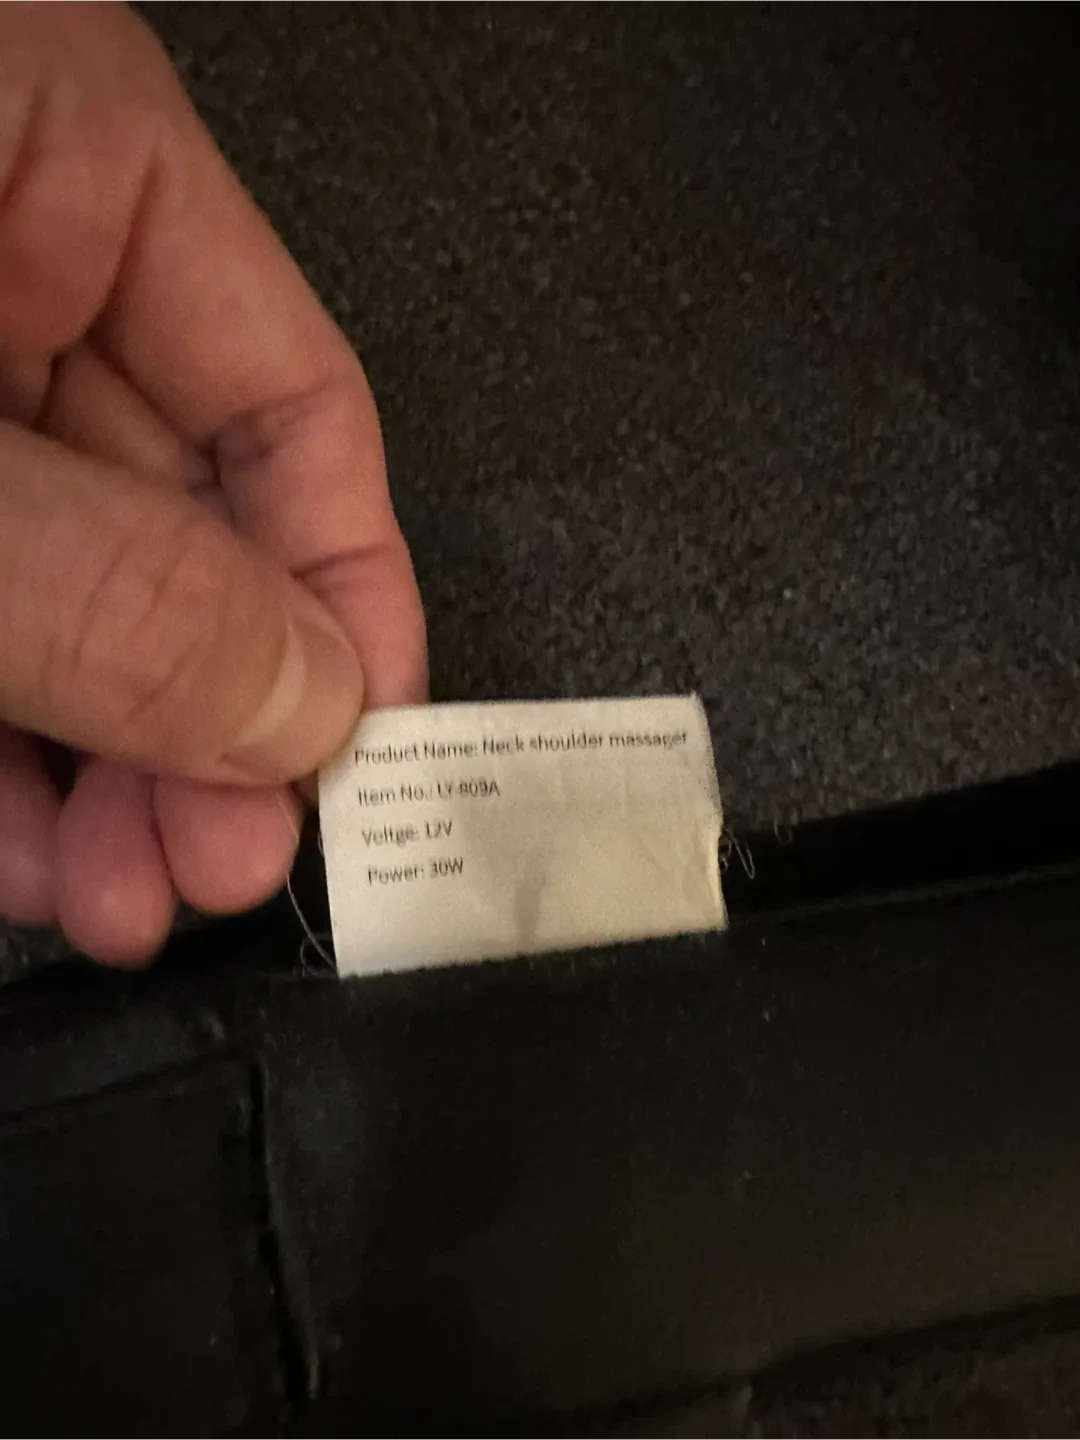 Product Name: Neck shoulder massager
Item No.: LY-809A
Voltge: 12V
Power: 30W